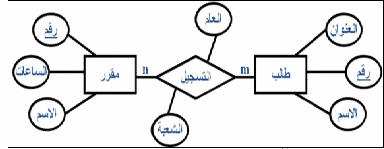 العام
العنوان
رقم
طالب
m
التسجيل
n
مقرر
رقم
الساعات
الاسم
الاسم
الشعبة